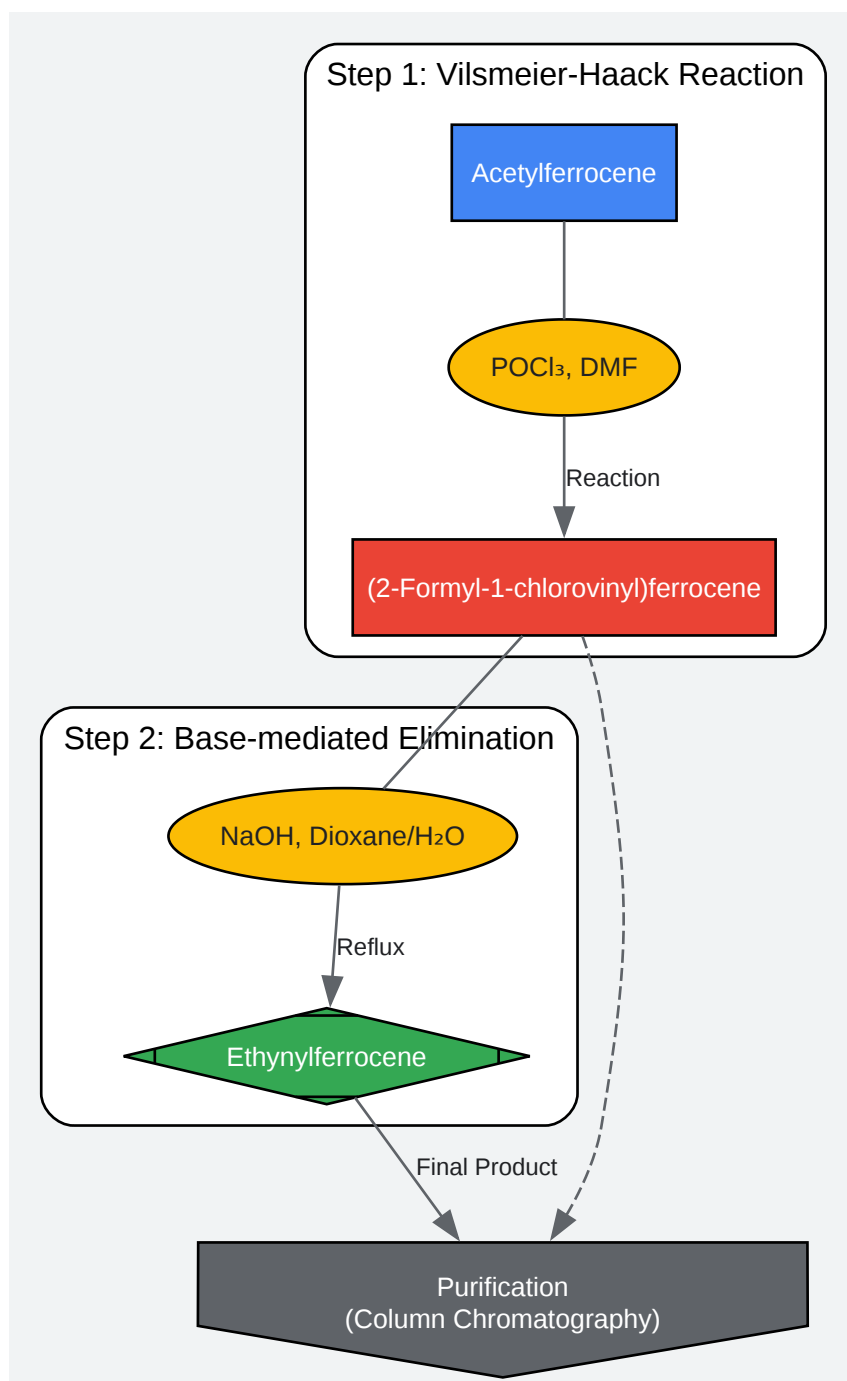 Step 1: Vilsmeier-Haack Reaction
Acetylferrocene
POCl₃, DMF
Reaction
(2-Formyl-1-chlorovinyl)ferrocene
Step 2: Base-mediated Elimination
NaOH, Dioxane/H₂O
Reflux
Ethynylferrocene
Final Product
Purification
(Column Chromatography)